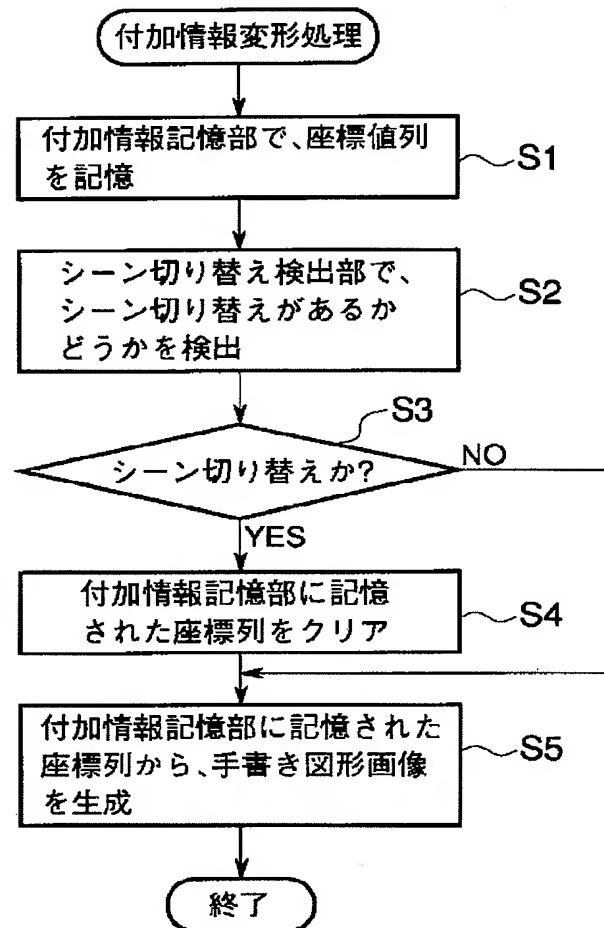 付加情報変形処理
付加情報記憶部で、座標値列
を記憶
S1
シーン切り替え検出部で、
シーン切り替えがあるか
どうかを検出
S2
S3
シーン切り替えか?
NO
YES
付加情報記憶部に記憶
された座標列をクリア
S4
付加情報記憶部に記憶された
座標列から、手書き図形画像
を生成
S5
終了